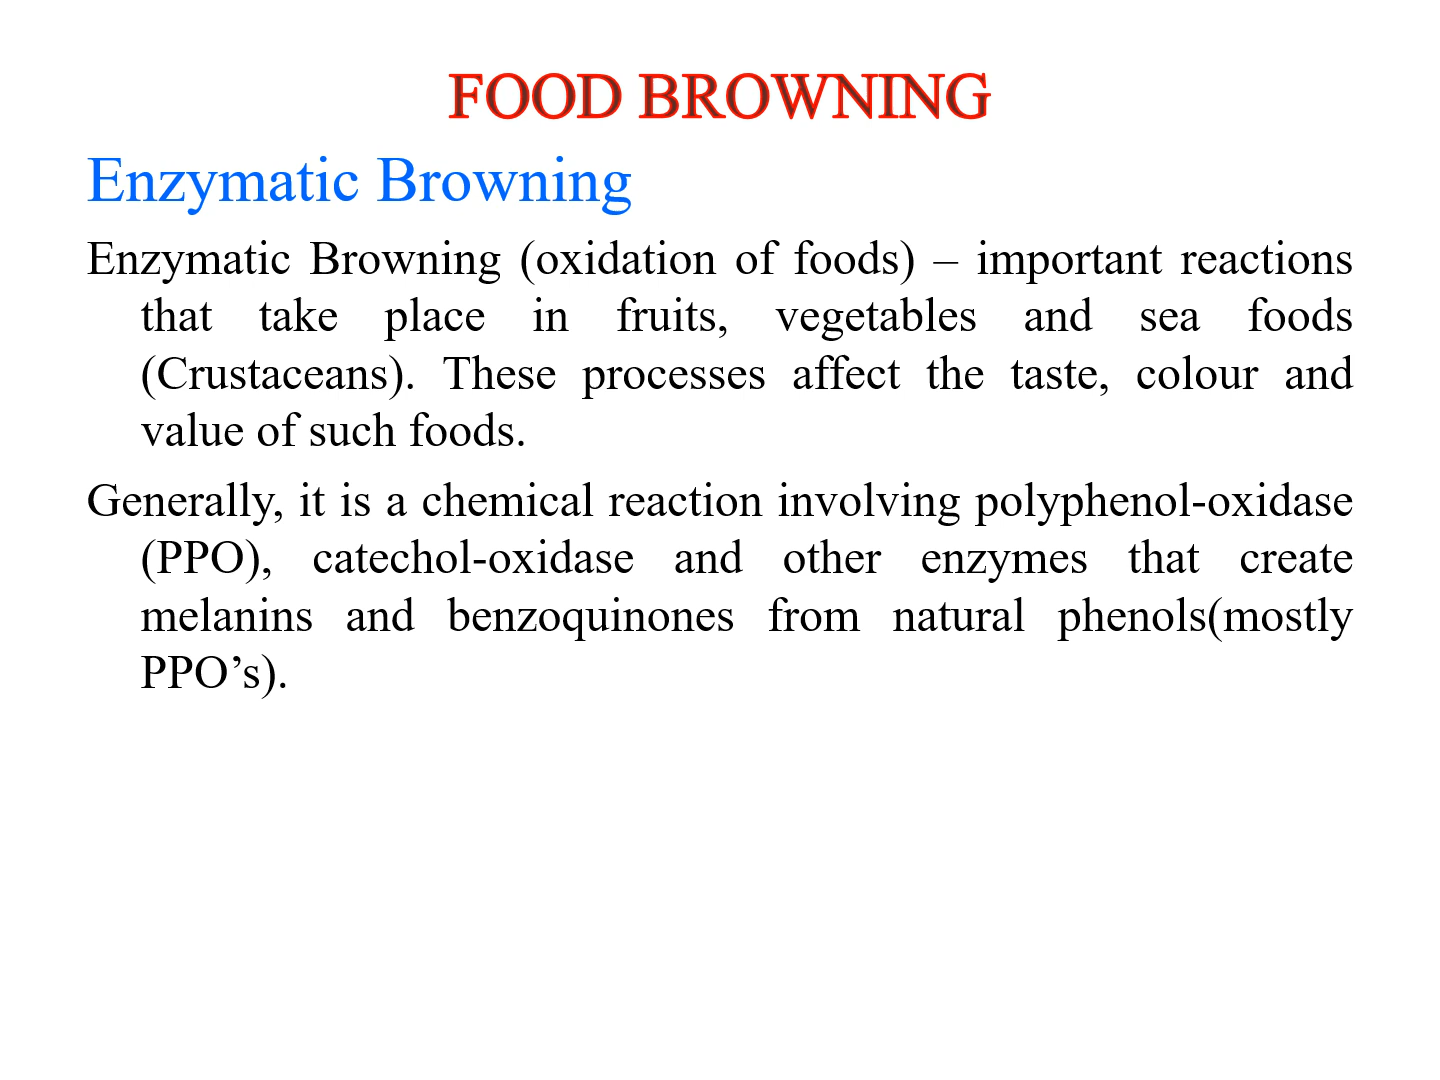 FOOD BROWNING
Enzymatic Browning
Enzymatic Browning (oxidation of foods) – important reactions
that take place in fruits, vegetables and sea foods
(Crustaceans). These processes affect the taste, colour and
value of such foods.
Generally, it is a chemical reaction involving polyphenol-oxidase
(PPO), catechol-oxidase and other enzymes that create
melanins and benzoquinones from natural phenols(mostly
PPO’s).